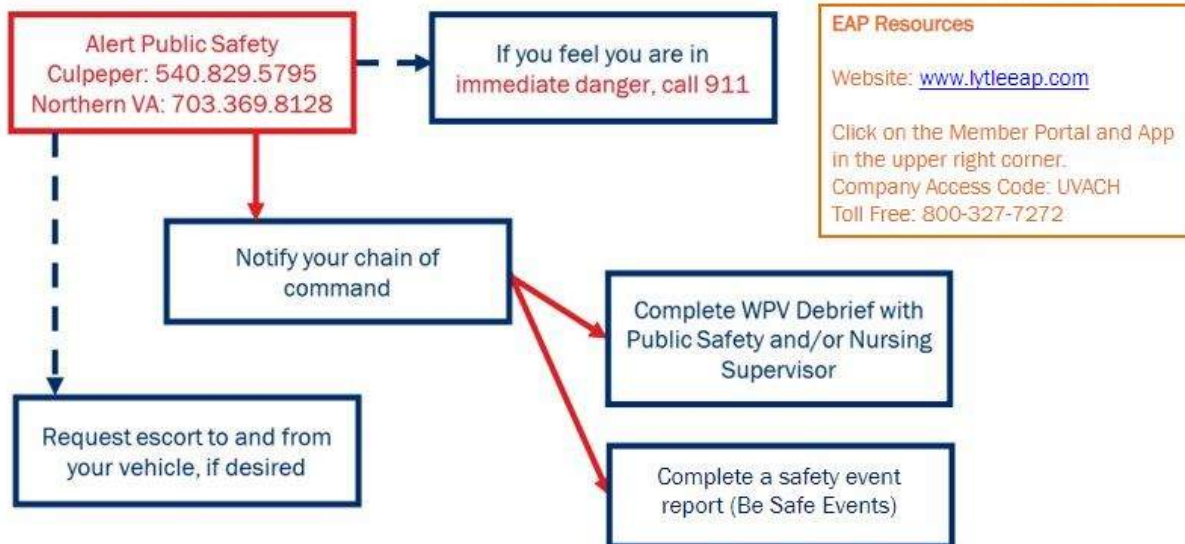 Alert Public Safety
Culpeper: 540.829.5795
Northern VA: 703.369.8128
If you feel you are in
immediate danger, call 911
EAP Resources
Website: www.lytleeap.com
Click on the Member Portal and App
in the upper right corner.
Company Access Code: UVACH
Toll Free: 800-327-7272
Notify your chain of
command
Complete WPV Debrief with
Public Safety and/or Nursing
Supervisor
Request escort to and from
your vehicle, if desired
Complete a safety event
report (Be Safe Events)